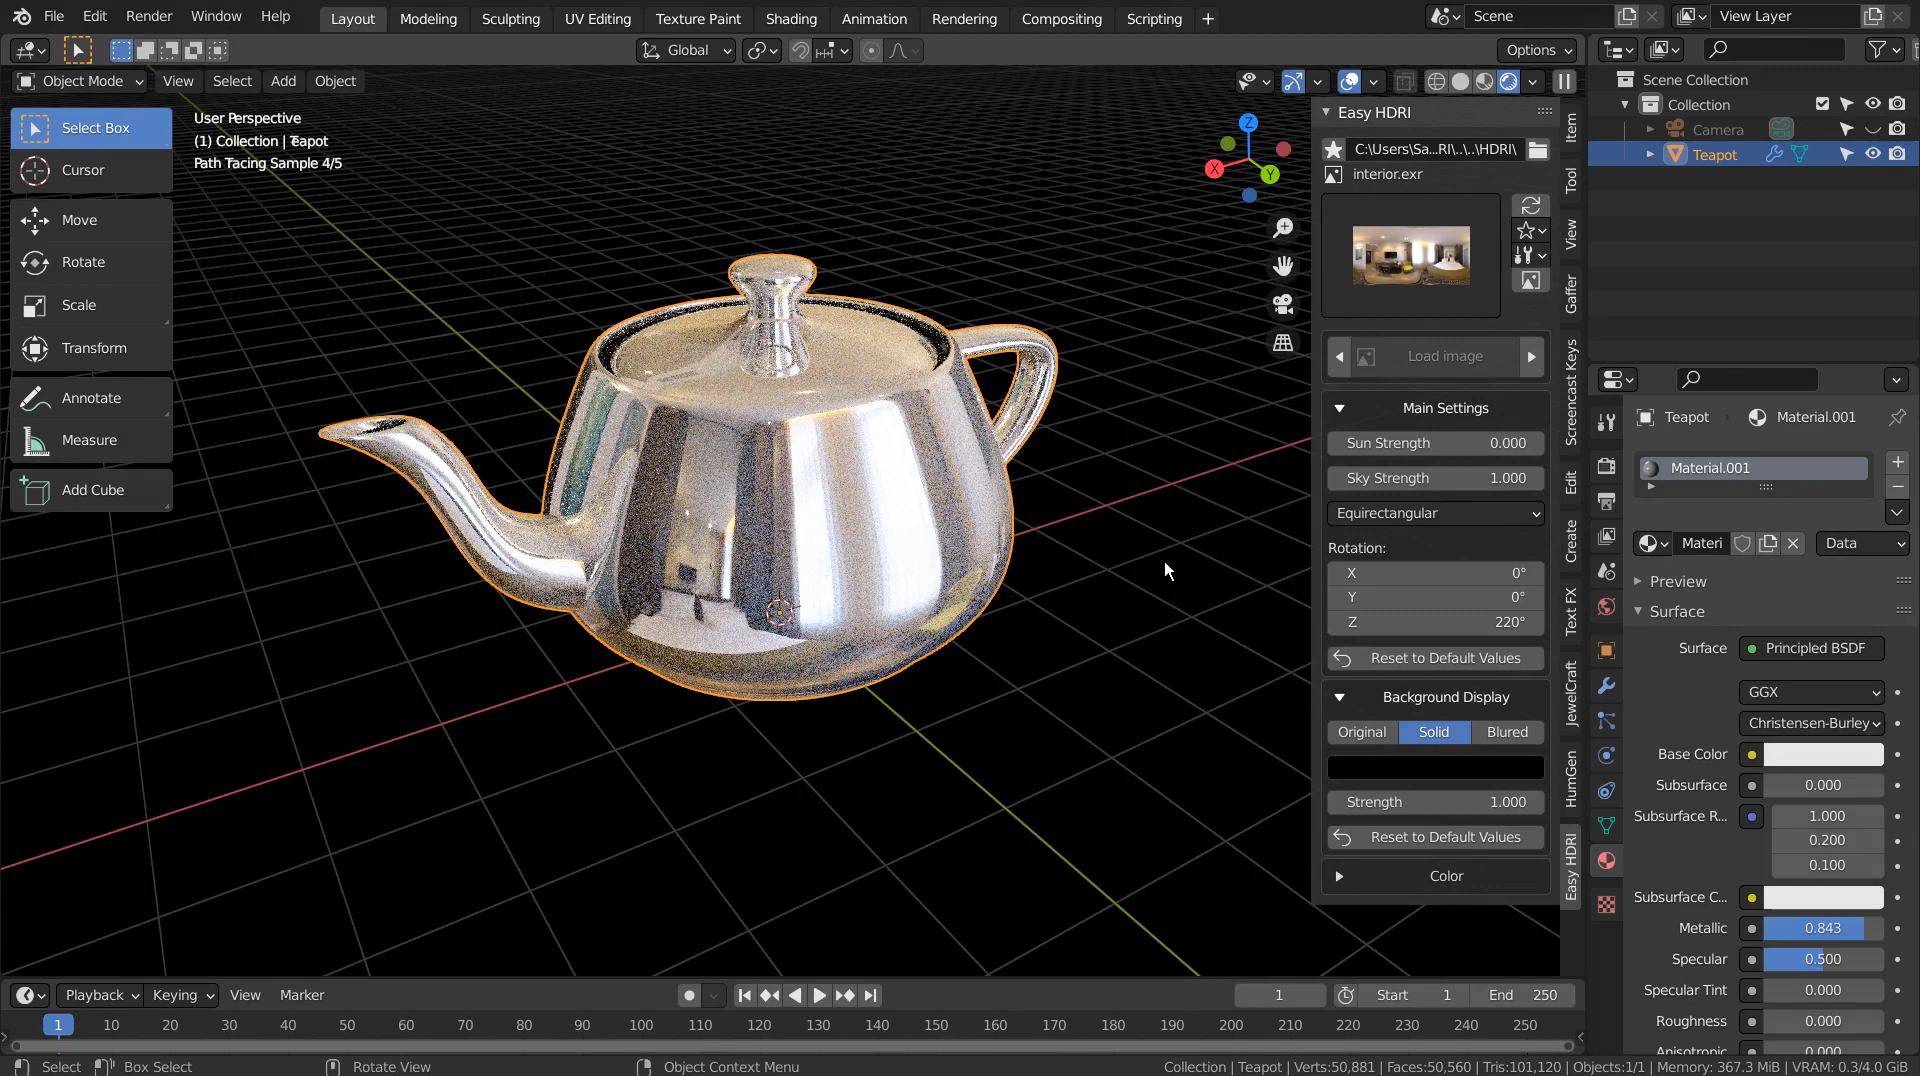 File Edit Render Window Help Layout Modeling Sculpting UV Editing Texture Paint Shading Animation Rendering Compositing Scripting + Scene View Layer
Global Options
Object Mode View Select Add Object
Select Box
Cursor
Move
Rotate
Scale
Transform
Annotate
Measure
Add Cube
User Perspective
(1) Collection | Teapot
Path Tacing Sample 4/5
Z
X
Y
Easy HDRI
C:\Users\Sa...RI\..\..\HDRI\
interior.exr
Load image
Main Settings
Sun Strength 0.000
Sky Strength 1.000
Equirectangular
Rotation:
X 0°
Y 0°
Z 220°
Reset to Default Values
Background Display
Original Solid Blured
Strength 1.000
Reset to Default Values
Color
Item
Tool
View
Gaffer
Screencast Keys
Edit
Create
Text FX
JewelCraft
HumGen
Easy HDRI
Scene Collection
Collection
Camera
Teapot
Teapot Material.001
Material.001
Materi Data
Preview
Surface
Surface Principled BSDF
GGX
Christensen-Burley
Base Color
Subsurface 0.000
Subsurface R... 1.000
0.200
0.100
Subsurface C...
Metallic 0.843
Specular 0.500
Specular Tint 0.000
Roughness 0.000
Anisotropic 0.000
Playback Keying View Marker 1 Start 1 End 250
1 10 20 30 40 50 60 70 80 90 100 110 120 130 140 150 160 170 180 190 200 210 220 230 240 250
Select Box Select Rotate View Object Context Menu Collection | Teapot | Verts:50,881 | Faces:50,560 | Tris:101,120 | Objects:1/1 | Memory: 367.3 MiB | VRAM: 0.3/4.0 GiB